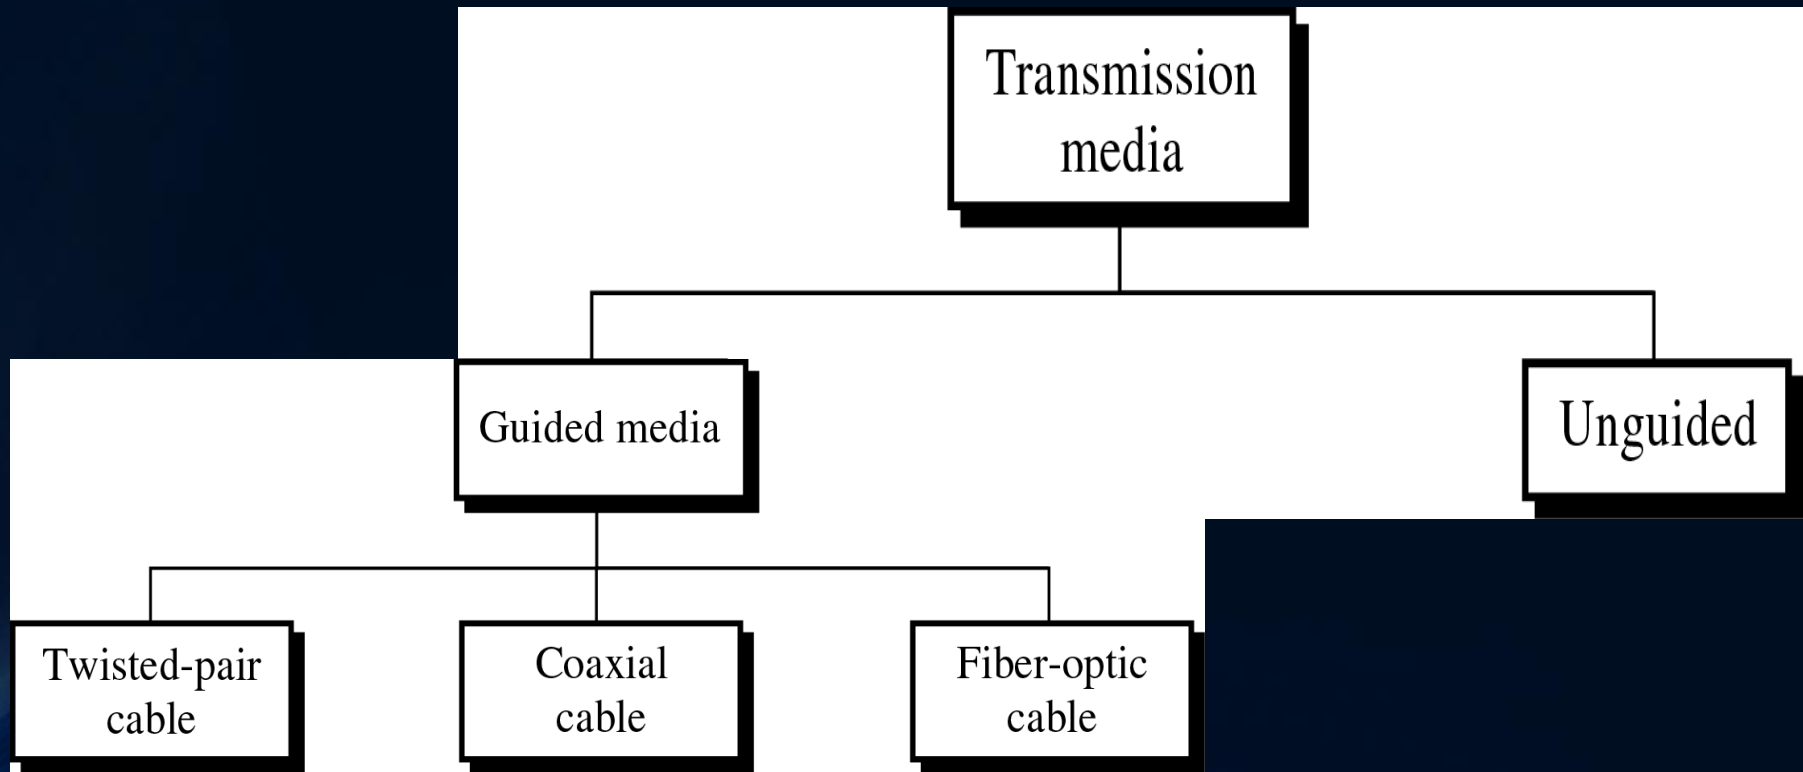 Transmission
media
Guided media
Unguided
Twisted-pair
cable
Coaxial
cable
Fiber-optic
cable